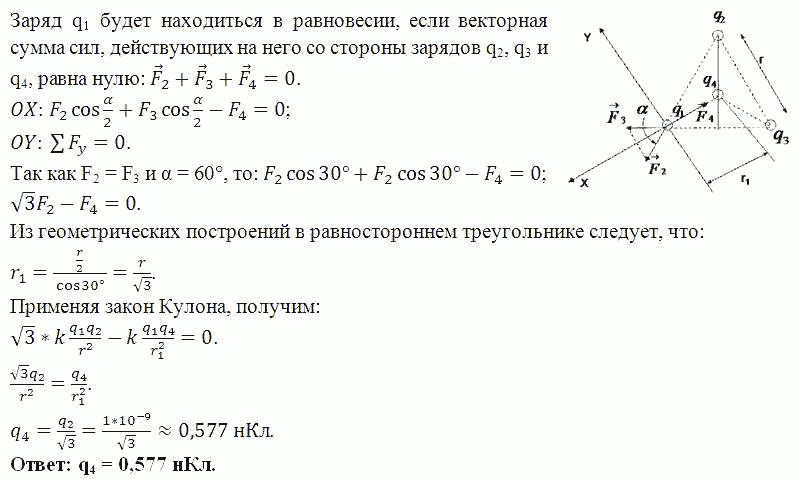 Заряд q₁ будет находиться в равновесии, если векторная
сумма сил, действующих на него со стороны зарядов q₂, q₃ и
q₄, равна нулю: F⃗₂ + F⃗₃ + F⃗₄ = 0.
OX: F₂ cos α/2 + F₃ cos α/2 − F₄ = 0;
OY: ∑ Fᵧ = 0.
Так как F₂ = F₃ и α = 60°, то: F₂ cos 30° + F₂ cos 30° − F₄ = 0;
√3F₂ − F₄ = 0.
Из геометрических построений в равностороннем треугольнике следует, что:
r₁ = (r/2)/cos30° = r/√3.
Применяя закон Кулона, получим:
√3 * k q₁q₂/r² − k q₁q₄/r₁² = 0.
√3q₂/r² = q₄/r₁².
q₄ = q₂/√3 = 1*10⁻⁹/√3 ≈ 0,577 нКл.
Ответ: q₄ = 0,577 нКл.
q₂
Y
r
q₄
α
q₁
F⃗₃
F⃗₄
q₃
F⃗₂
X
r₁